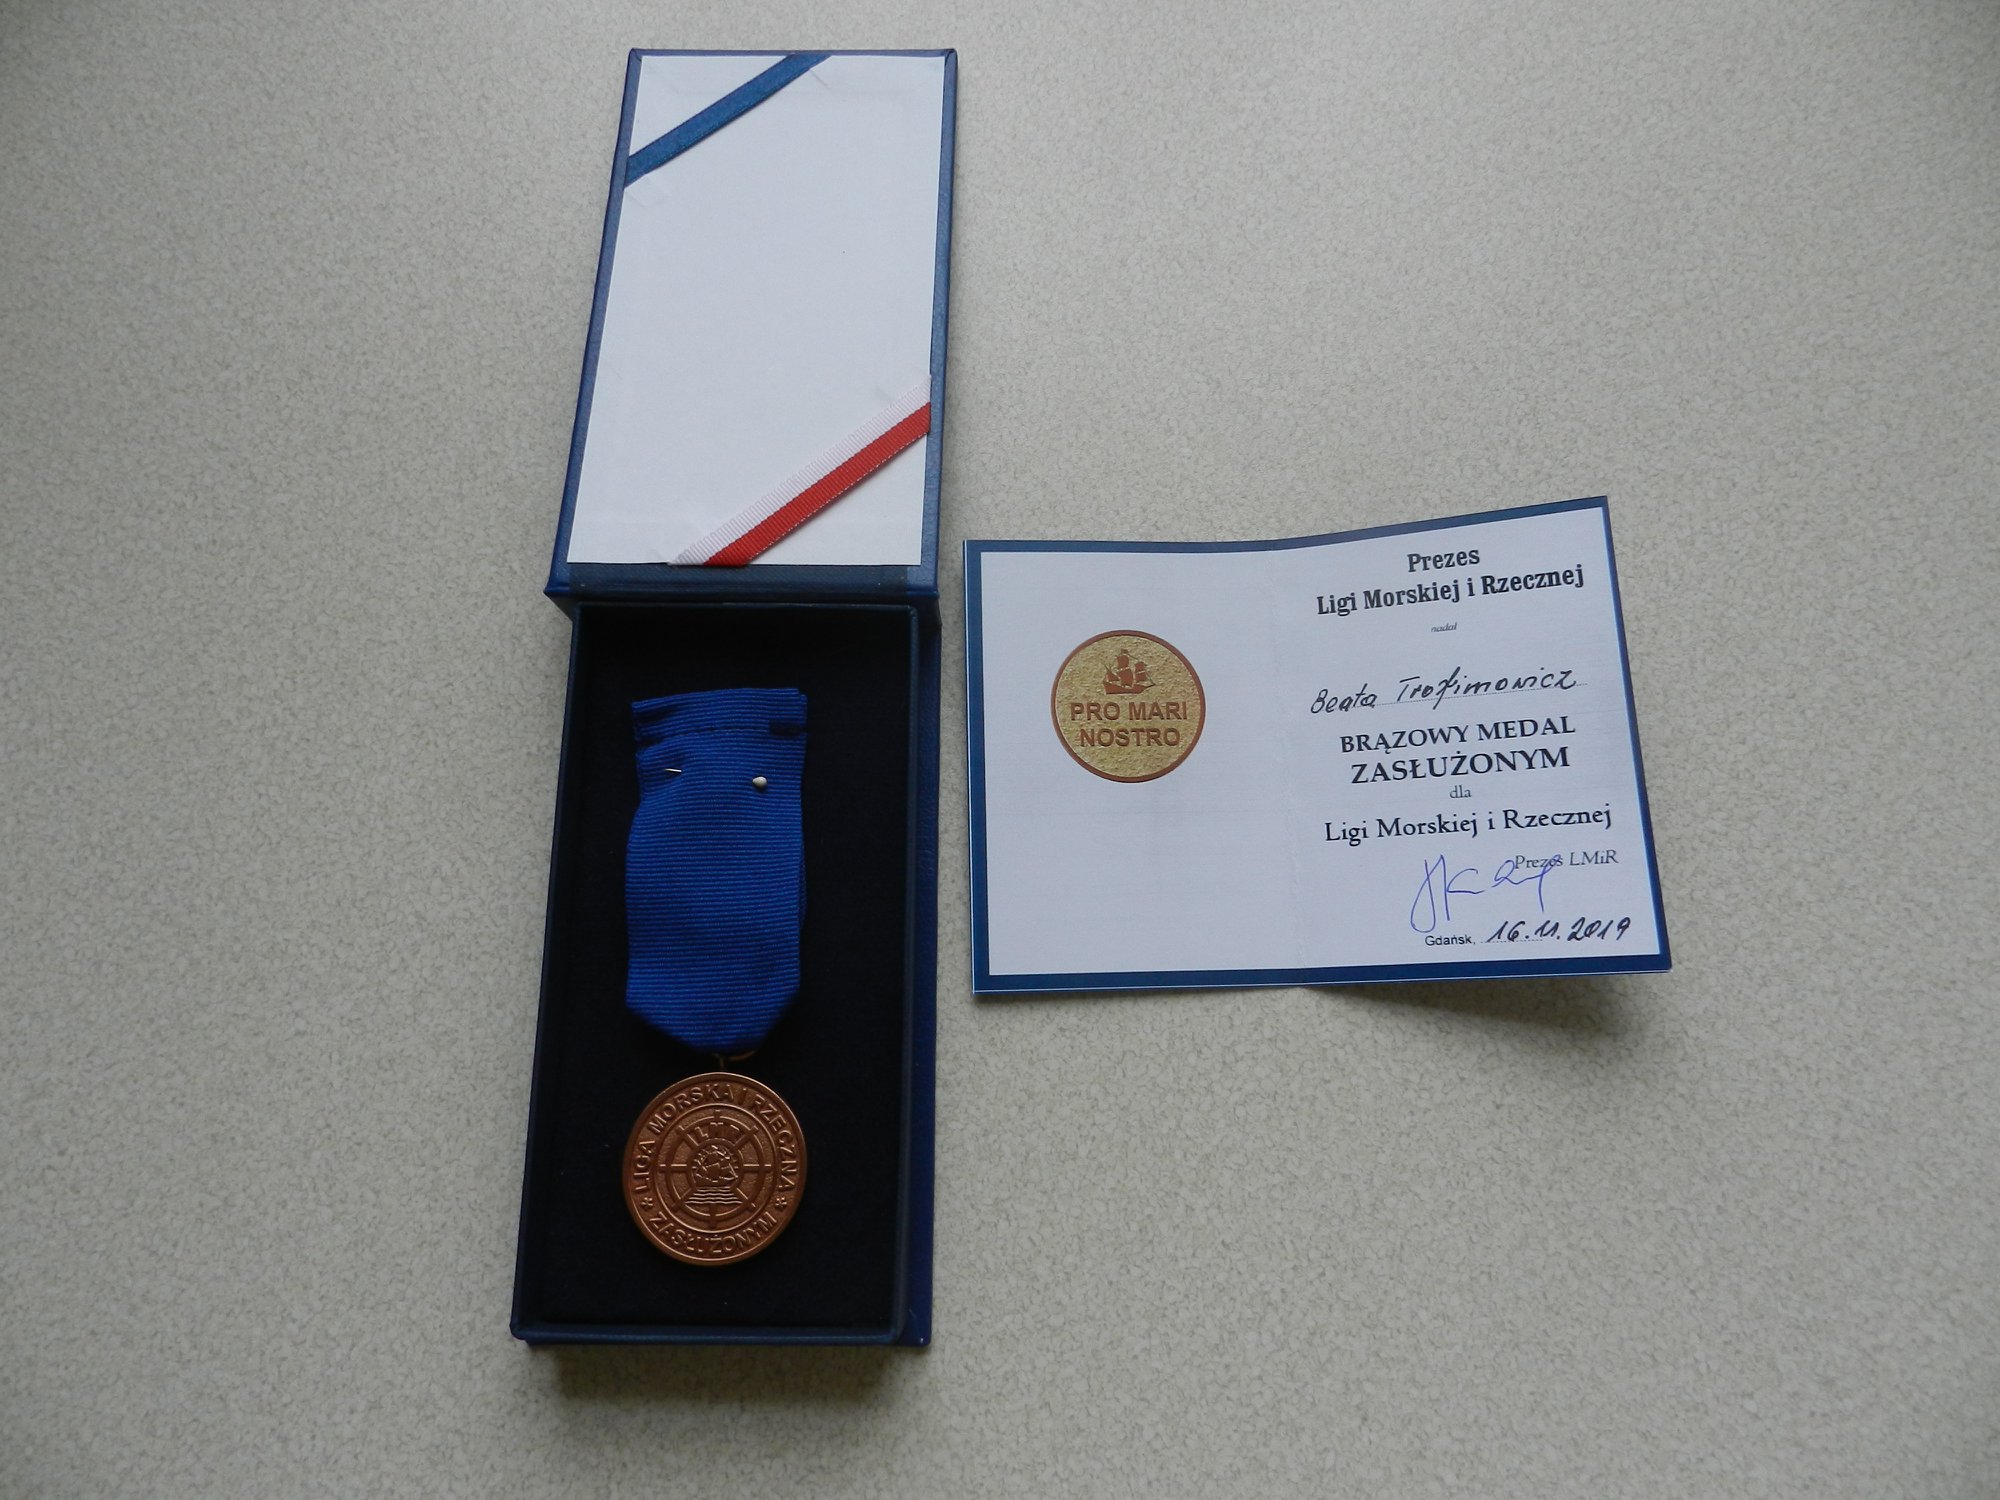 PRO MARI
NOSTRO
Prezes
Ligi Morskiej i Rzecznej
nadał
Beata Trofimowicz
BRĄZOWY MEDAL
ZASŁUŻONYM
dla
Ligi Morskiej i Rzecznej
Prezes LMiR
Gdańsk, 16.11.2019
LIGA MORSKA I RZECZNA
LMR
* ZASŁUŻONYM *